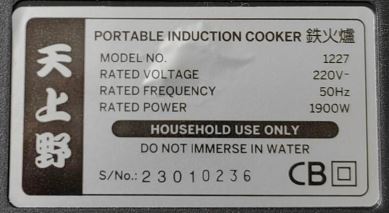 天上野
PORTABLE INDUCTION COOKER 鉄火爐
MODEL NO. 1227
RATED VOLTAGE 220V~
RATED FREQUENCY 50Hz
RATED POWER 1900W
HOUSEHOLD USE ONLY
DO NOT IMMERSE IN WATER
S/No.: 23010236
CB